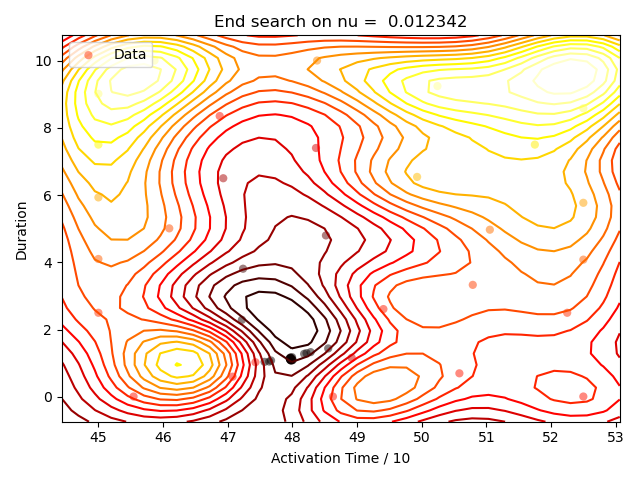 End search on nu =  0.012342
Data
10
8
6
4
2
0
Duration
45 46 47 48 49 50 51 52 53
Activation Time / 10